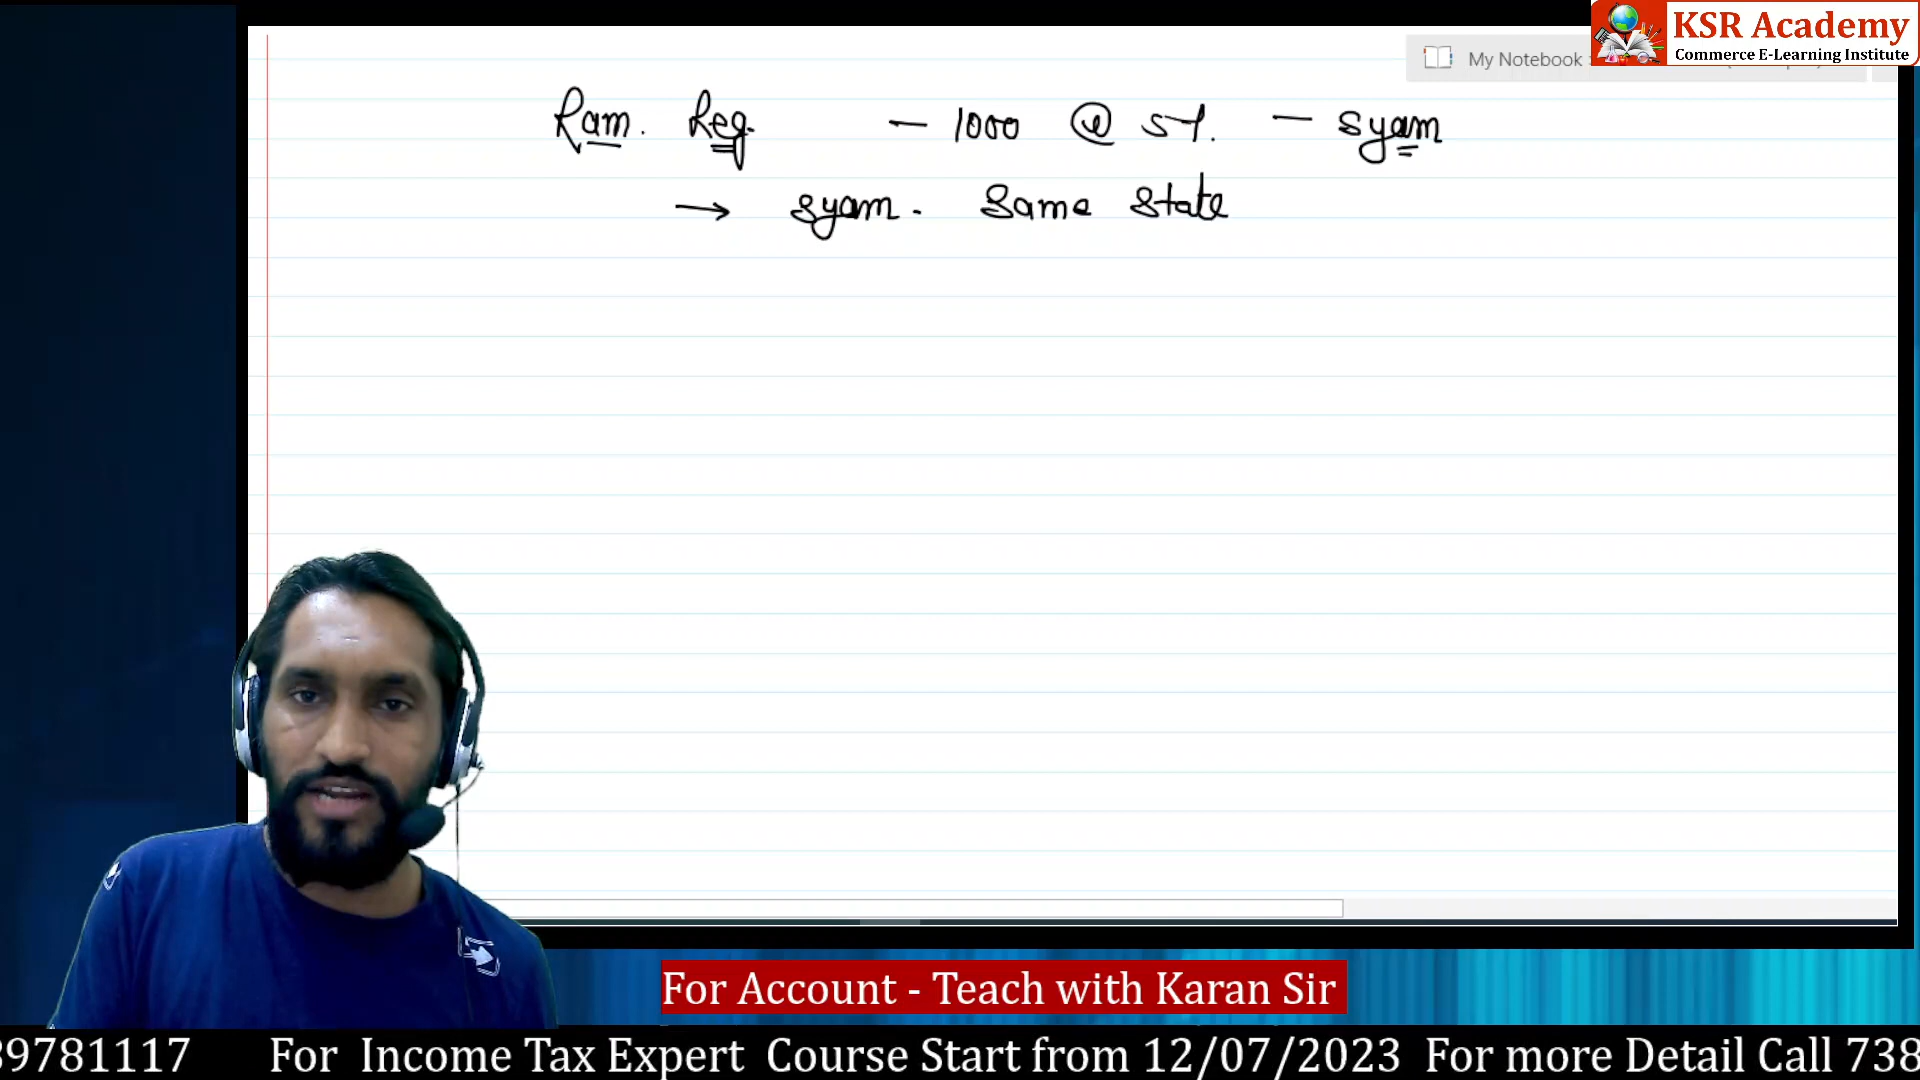 KSR Academy
Commerce E-Learning Institute
My Notebook
Ram. Reg. - 1000 @ 5%. - syam
→ syam. Same State
For Account - Teach with Karan Sir
39781117 For Income Tax Expert Course Start from 12/07/2023 For more Detail Call 738